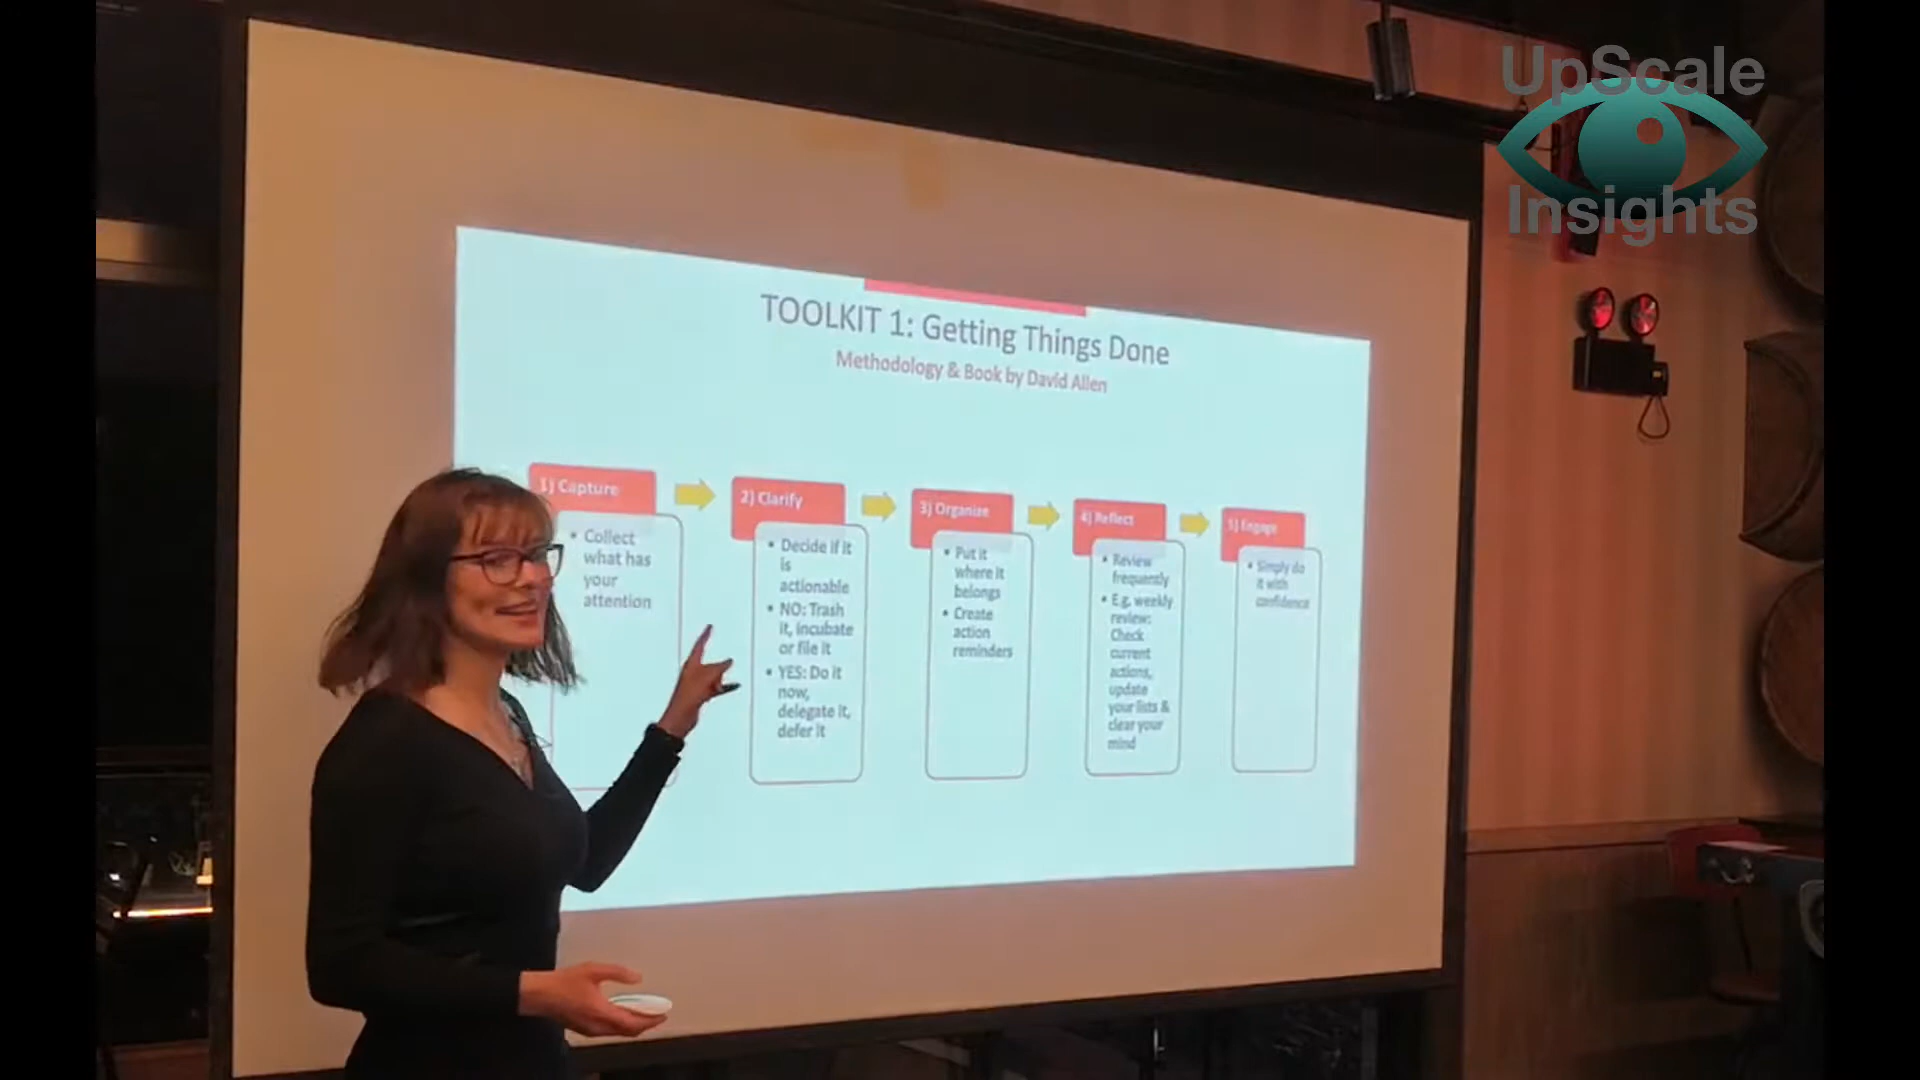 UpScale
Insights
TOOLKIT 1: Getting Things Done
Methodology & Book by David Allen
1) Capture
• Collect
what has
your
attention
2) Clarify
• Decide if it
is
actionable
• NO: Trash
it, incubate
or file it
• YES: Do it
now,
delegate it,
defer it
3) Organize
• Put it
where it
belongs
• Create
action
reminders
4) Reflect
• Review
frequently
• E.g. weekly
review:
Check
current
actions,
update
your lists &
clear your
mind
5) Engage
• Simply do
it with
confidence